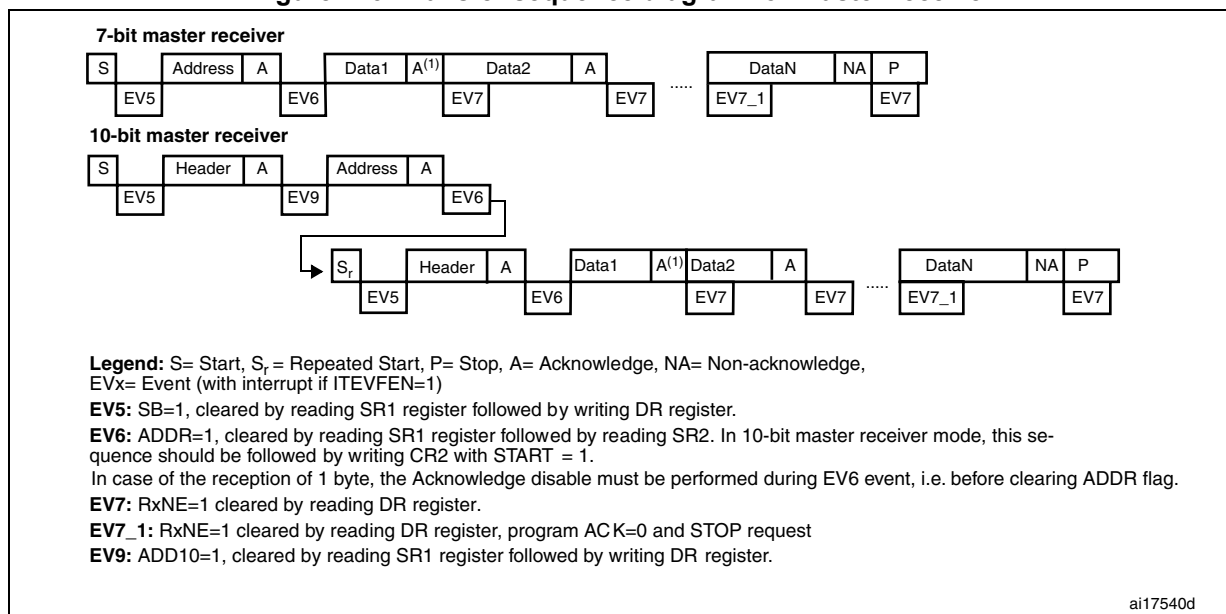 7-bit master receiver
S Address A Data1 A(1) Data2 A ..... DataN NA P
EV5 EV6 EV7 EV7 EV7_1 EV7
10-bit master receiver
S Header A Address A
EV5 EV9 EV6
Sr Header A Data1 A(1) Data2 A ..... DataN NA P
EV5 EV6 EV7 EV7 EV7_1 EV7
Legend: S= Start, Sr = Repeated Start, P= Stop, A= Acknowledge, NA= Non-acknowledge,
EVx= Event (with interrupt if ITEVFEN=1)
EV5: SB=1, cleared by reading SR1 register followed by writing DR register.
EV6: ADDR=1, cleared by reading SR1 register followed by reading SR2. In 10-bit master receiver mode, this se-
quence should be followed by writing CR2 with START = 1.
In case of the reception of 1 byte, the Acknowledge disable must be performed during EV6 event, i.e. before clearing ADDR flag.
EV7: RxNE=1 cleared by reading DR register.
EV7_1: RxNE=1 cleared by reading DR register, program ACK=0 and STOP request
EV9: ADD10=1, cleared by reading SR1 register followed by writing DR register.
ai17540d